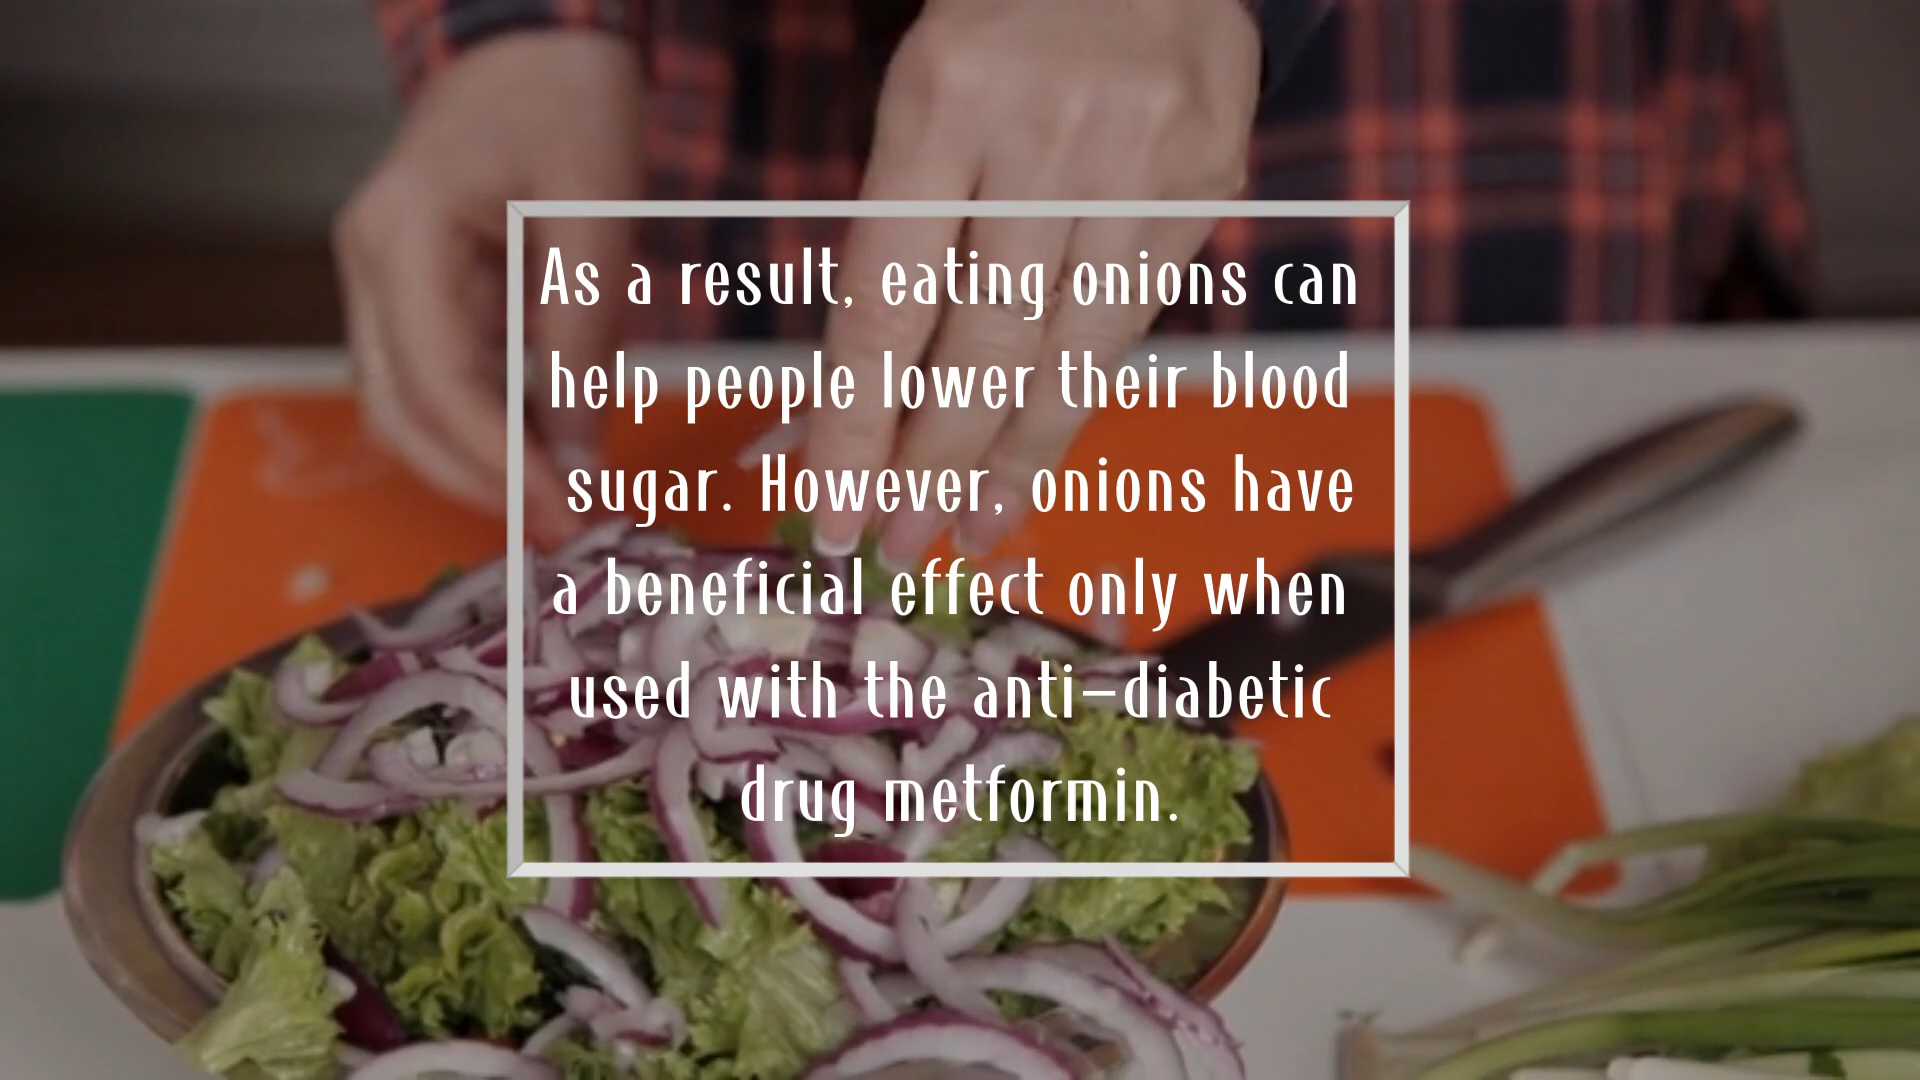 As a result, eating onions can
help people lower their blood
sugar. However, onions have
a beneficial effect only when
used with the anti-diabetic
drug metformin.